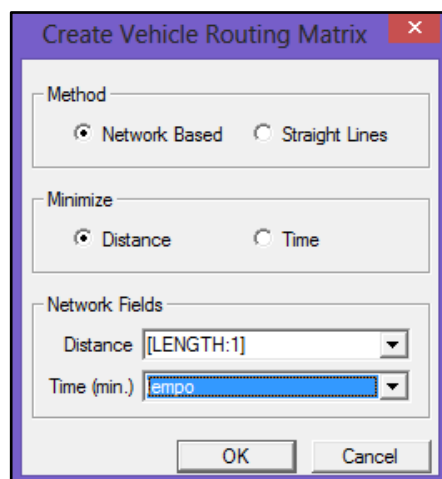 Create Vehicle Routing Matrix
Method
Network Based Straight Lines
Minimize
Distance Time
Network Fields
Distance [LENGTH:1]
Time (min.) tempo
OK Cancel